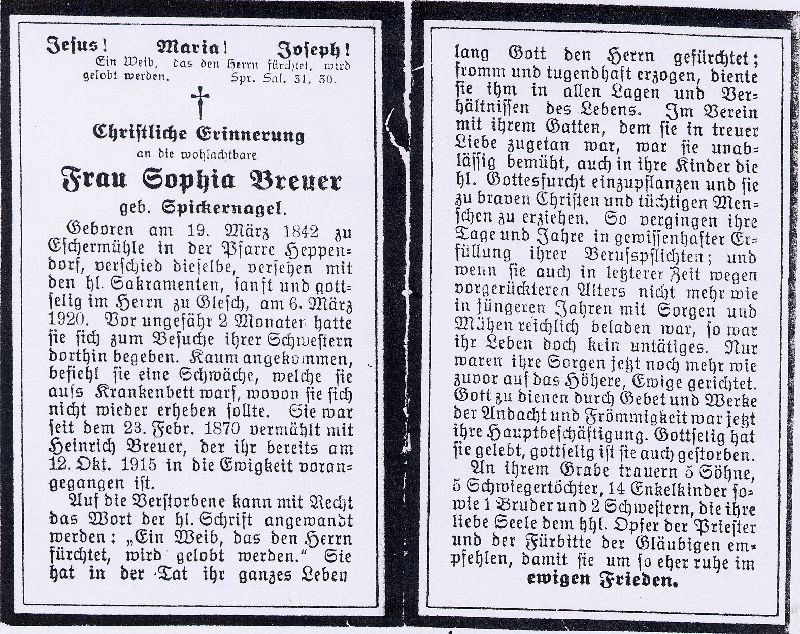 Jesus! Maria! Joseph!
Ein Weib, das den Herrn fürchtet, wird
gelobt werden. Spr. Sal. 31, 30.
†
Christliche Erinnerung
an die wohlachtbare
Frau Sophia Breuer
geb. Spickernagel.
Geboren am 19. März 1842 zu
Eschermühle in der Pfarre Heppen-
dorf, verschied dieselbe, versehen mit
den hl. Sakramenten, sanft und gott-
selig im Herrn zu Glesch, am 6. März
1920. Vor ungefähr 2 Monaten hatte
sie sich zum Besuche ihrer Schwestern
dorthin begeben. Kaum angekommen,
befiehl sie eine Schwäche, welche sie
aufs Krankenbett warf, wovon sie sich
nicht wieder erheben sollte. Sie war
seit dem 23. Febr. 1870 vermählt mit
Heinrich Breuer, der ihr bereits am
12. Okt. 1915 in die Ewigkeit voran-
gegangen ist.
Auf die Verstorbene kann mit Recht
das Wort der hl. Schrift angewandt
werden: „Ein Weib, das den Herrn
fürchtet, wird gelobt werden." Sie
hat in der Tat ihr ganzes Leben
lang Gott den Herrn gefürchtet;
fromm und tugendhaft erzogen, diente
sie ihm in allen Lagen und Ver-
hältnissen des Lebens. Im Verein
mit ihrem Gatten, dem sie in treuer
Liebe zugetan war, war sie unab-
lässig bemüht, auch in ihre Kinder die
hl. Gottesfurcht einzupflanzen und sie
zu braven Christen und tüchtigen Men-
schen zu erziehen. So vergingen ihre
Tage und Jahre in gewissenhafter Er-
füllung ihrer Berufspflichten; und
wenn sie auch in letzterer Zeit wegen
vorgerückteren Alters nicht mehr wie
in jüngeren Jahren mit Sorgen und
Mühen reichlich beladen war, so war
ihr Leben doch kein untätiges. Nur
waren ihre Sorgen jetzt noch mehr wie
zuvor auf das Höhere, Ewige gerichtet.
Gott zu dienen durch Gebet und Werke
der Andacht und Frömmigkeit war jetzt
ihre Hauptbeschäftigung. Gottselig hat
sie gelebt, gottselig ist sie auch gestorben.
An ihrem Grabe trauern 5 Söhne,
5 Schwiegertöchter, 14 Enkelkinder so-
wie 1 Bruder und 2 Schwestern, die ihre
liebe Seele dem hhl. Opfer der Priester
und der Fürbitte der Gläubigen em-
pfehlen, damit sie um so eher ruhe im
ewigen Frieden.